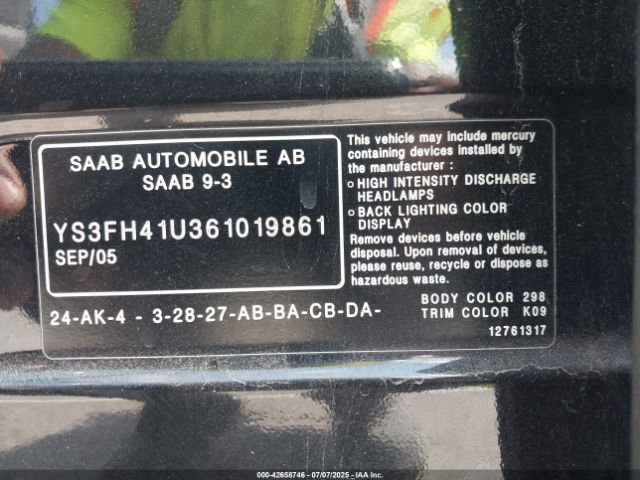 SAAB AUTOMOBILE AB
SAAB 9-3
YS3FH41U361019861
SEP/05
This vehicle may include mercury
containing devices installed by
the manufacturer :
o HIGH INTENSITY DISCHARGE
HEADLAMPS
o BACK LIGHTING COLOR
DISPLAY
Remove devices before vehicle
disposal. Upon removal of devices,
please reuse, recycle or dispose as
hazardous waste.
24-AK-4 - 3-28-27-AB-BA-CB-DA-
BODY COLOR 298
TRIM COLOR K09
12761317
000-42658746 - 07/07/2025 - IAA Inc.